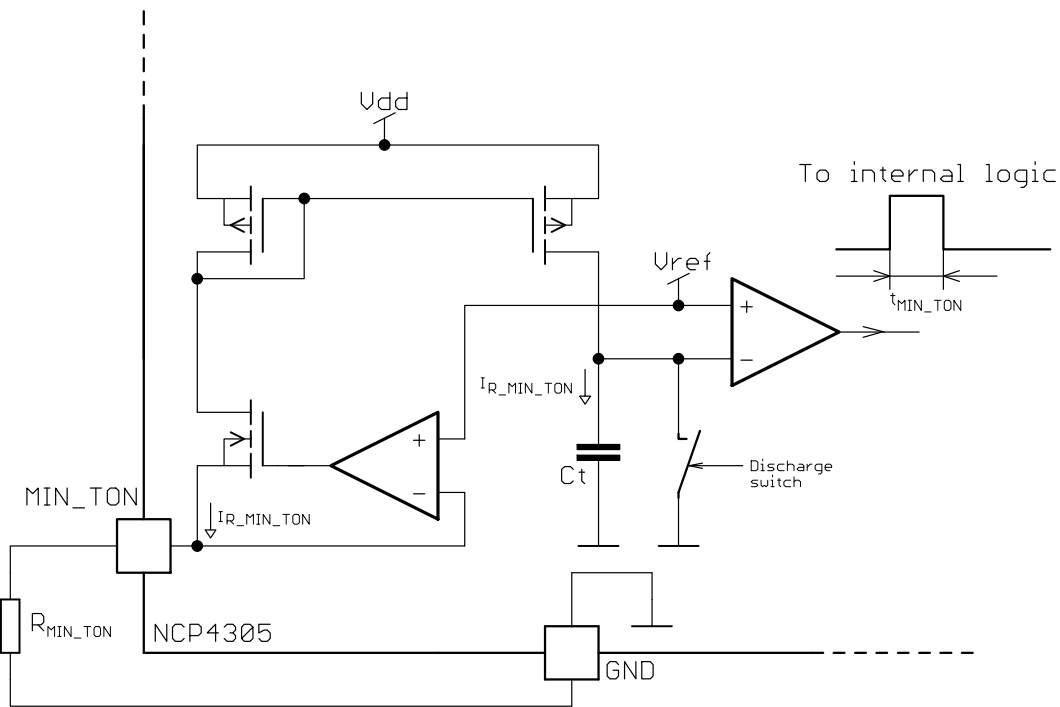 Vdd
To internal logic
Vref
+
−
tMIN_TON
IR_MIN_TON
+
−
Ct
Discharge
switch
MIN_TON
IR_MIN_TON
RMIN_TON
NCP4305
GND